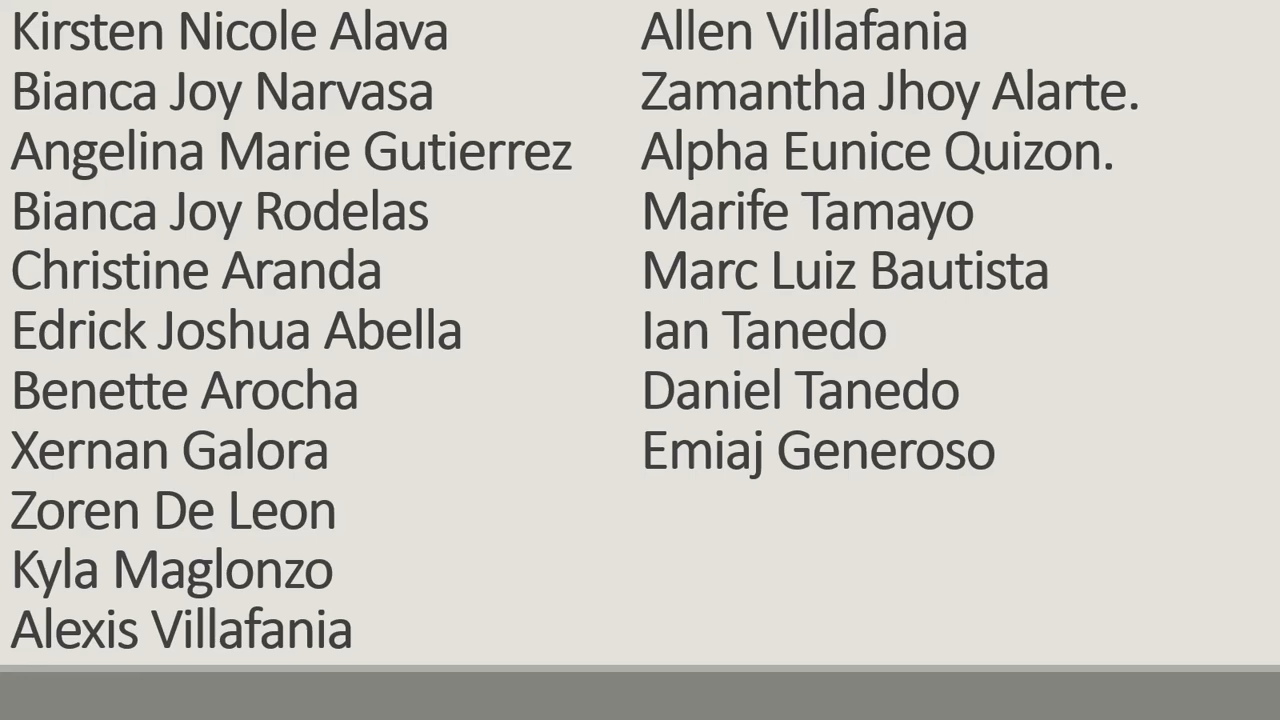 Kirsten Nicole Alava
Bianca Joy Narvasa
Angelina Marie Gutierrez
Bianca Joy Rodelas
Christine Aranda
Edrick Joshua Abella
Benette Arocha
Xernan Galora
Zoren De Leon
Kyla Maglonzo
Alexis Villafania
Allen Villafania
Zamantha Jhoy Alarte.
Alpha Eunice Quizon.
Marife Tamayo
Marc Luiz Bautista
Ian Tanedo
Daniel Tanedo
Emiaj Generoso